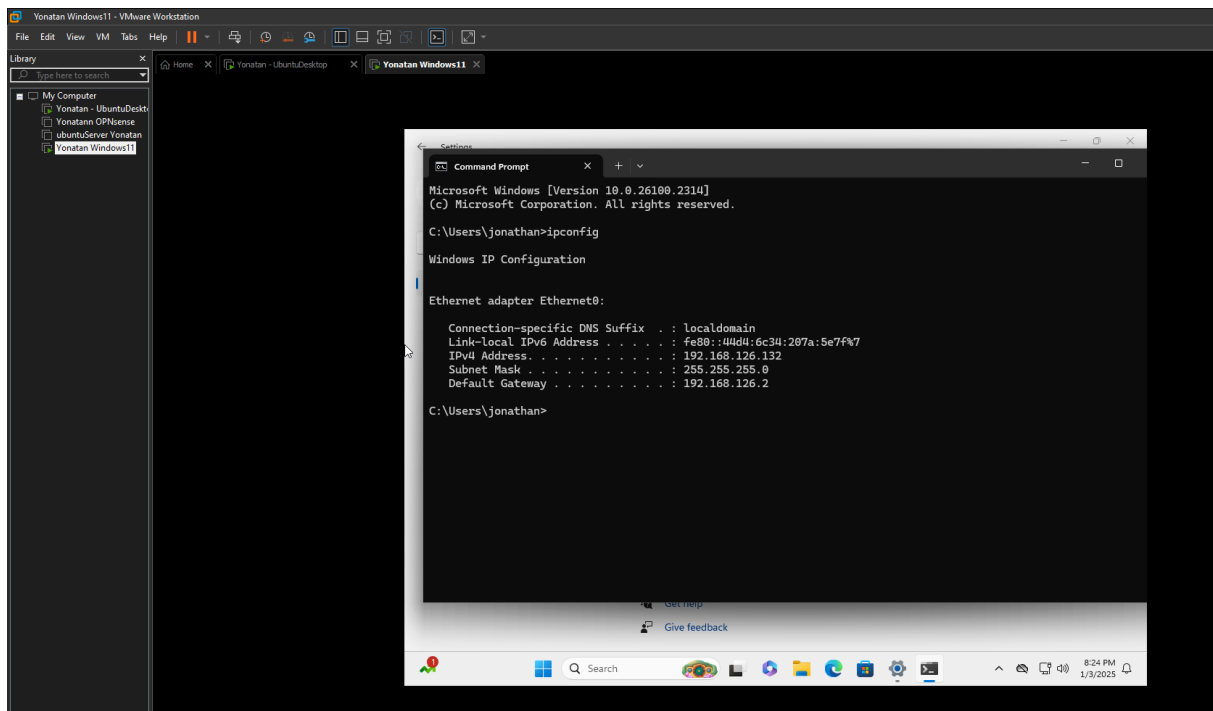 Yonatan Windows11 - VMware Workstation
File Edit View VM Tabs Help
Library
Type here to search
My Computer
Yonatan - UbuntuDeskt
Yonatann OPNsense
ubuntuServer Yonatan
Yonatan Windows11
Home
Yonatan - UbuntuDesktop
Yonatan Windows11
Settings
Command Prompt
Microsoft Windows [Version 10.0.26100.2314]
(c) Microsoft Corporation. All rights reserved.
C:\Users\jonathan>ipconfig
Windows IP Configuration
Ethernet adapter Ethernet0:
Connection-specific DNS Suffix . : localdomain
Link-local IPv6 Address . . . . . : fe80::44d4:6c34:207a:5e7f%7
IPv4 Address. . . . . . . . . . . : 192.168.126.132
Subnet Mask . . . . . . . . . . . : 255.255.255.0
Default Gateway . . . . . . . . . : 192.168.126.2
C:\Users\jonathan>
Get help
Give feedback
1
Search
8:24 PM
1/3/2025